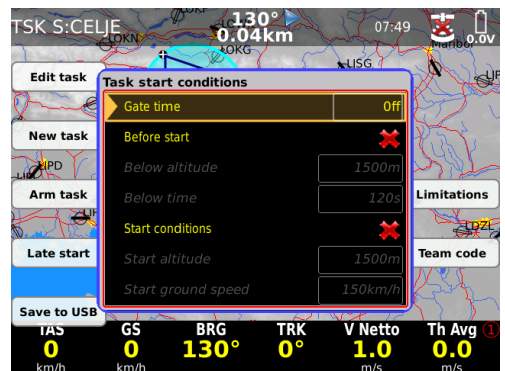 TSK S:CELJE
130°
0.04km
07:49
0.0V
LOKN
LOKG
LISG
Maribor
Edit task
New task
Arm task
Late start
Save to USB
Task start conditions
Gate time Off
Before start
Below altitude 1500m
Below time 120s
Start conditions
Start altitude 1500m
Start ground speed 150km/h
Limitations
Team code
LDZL
TAS GS BRG TRK V Netto Th Avg 1
0 0 130° 0° 1.0 0.0
km/h km/h m/s m/s